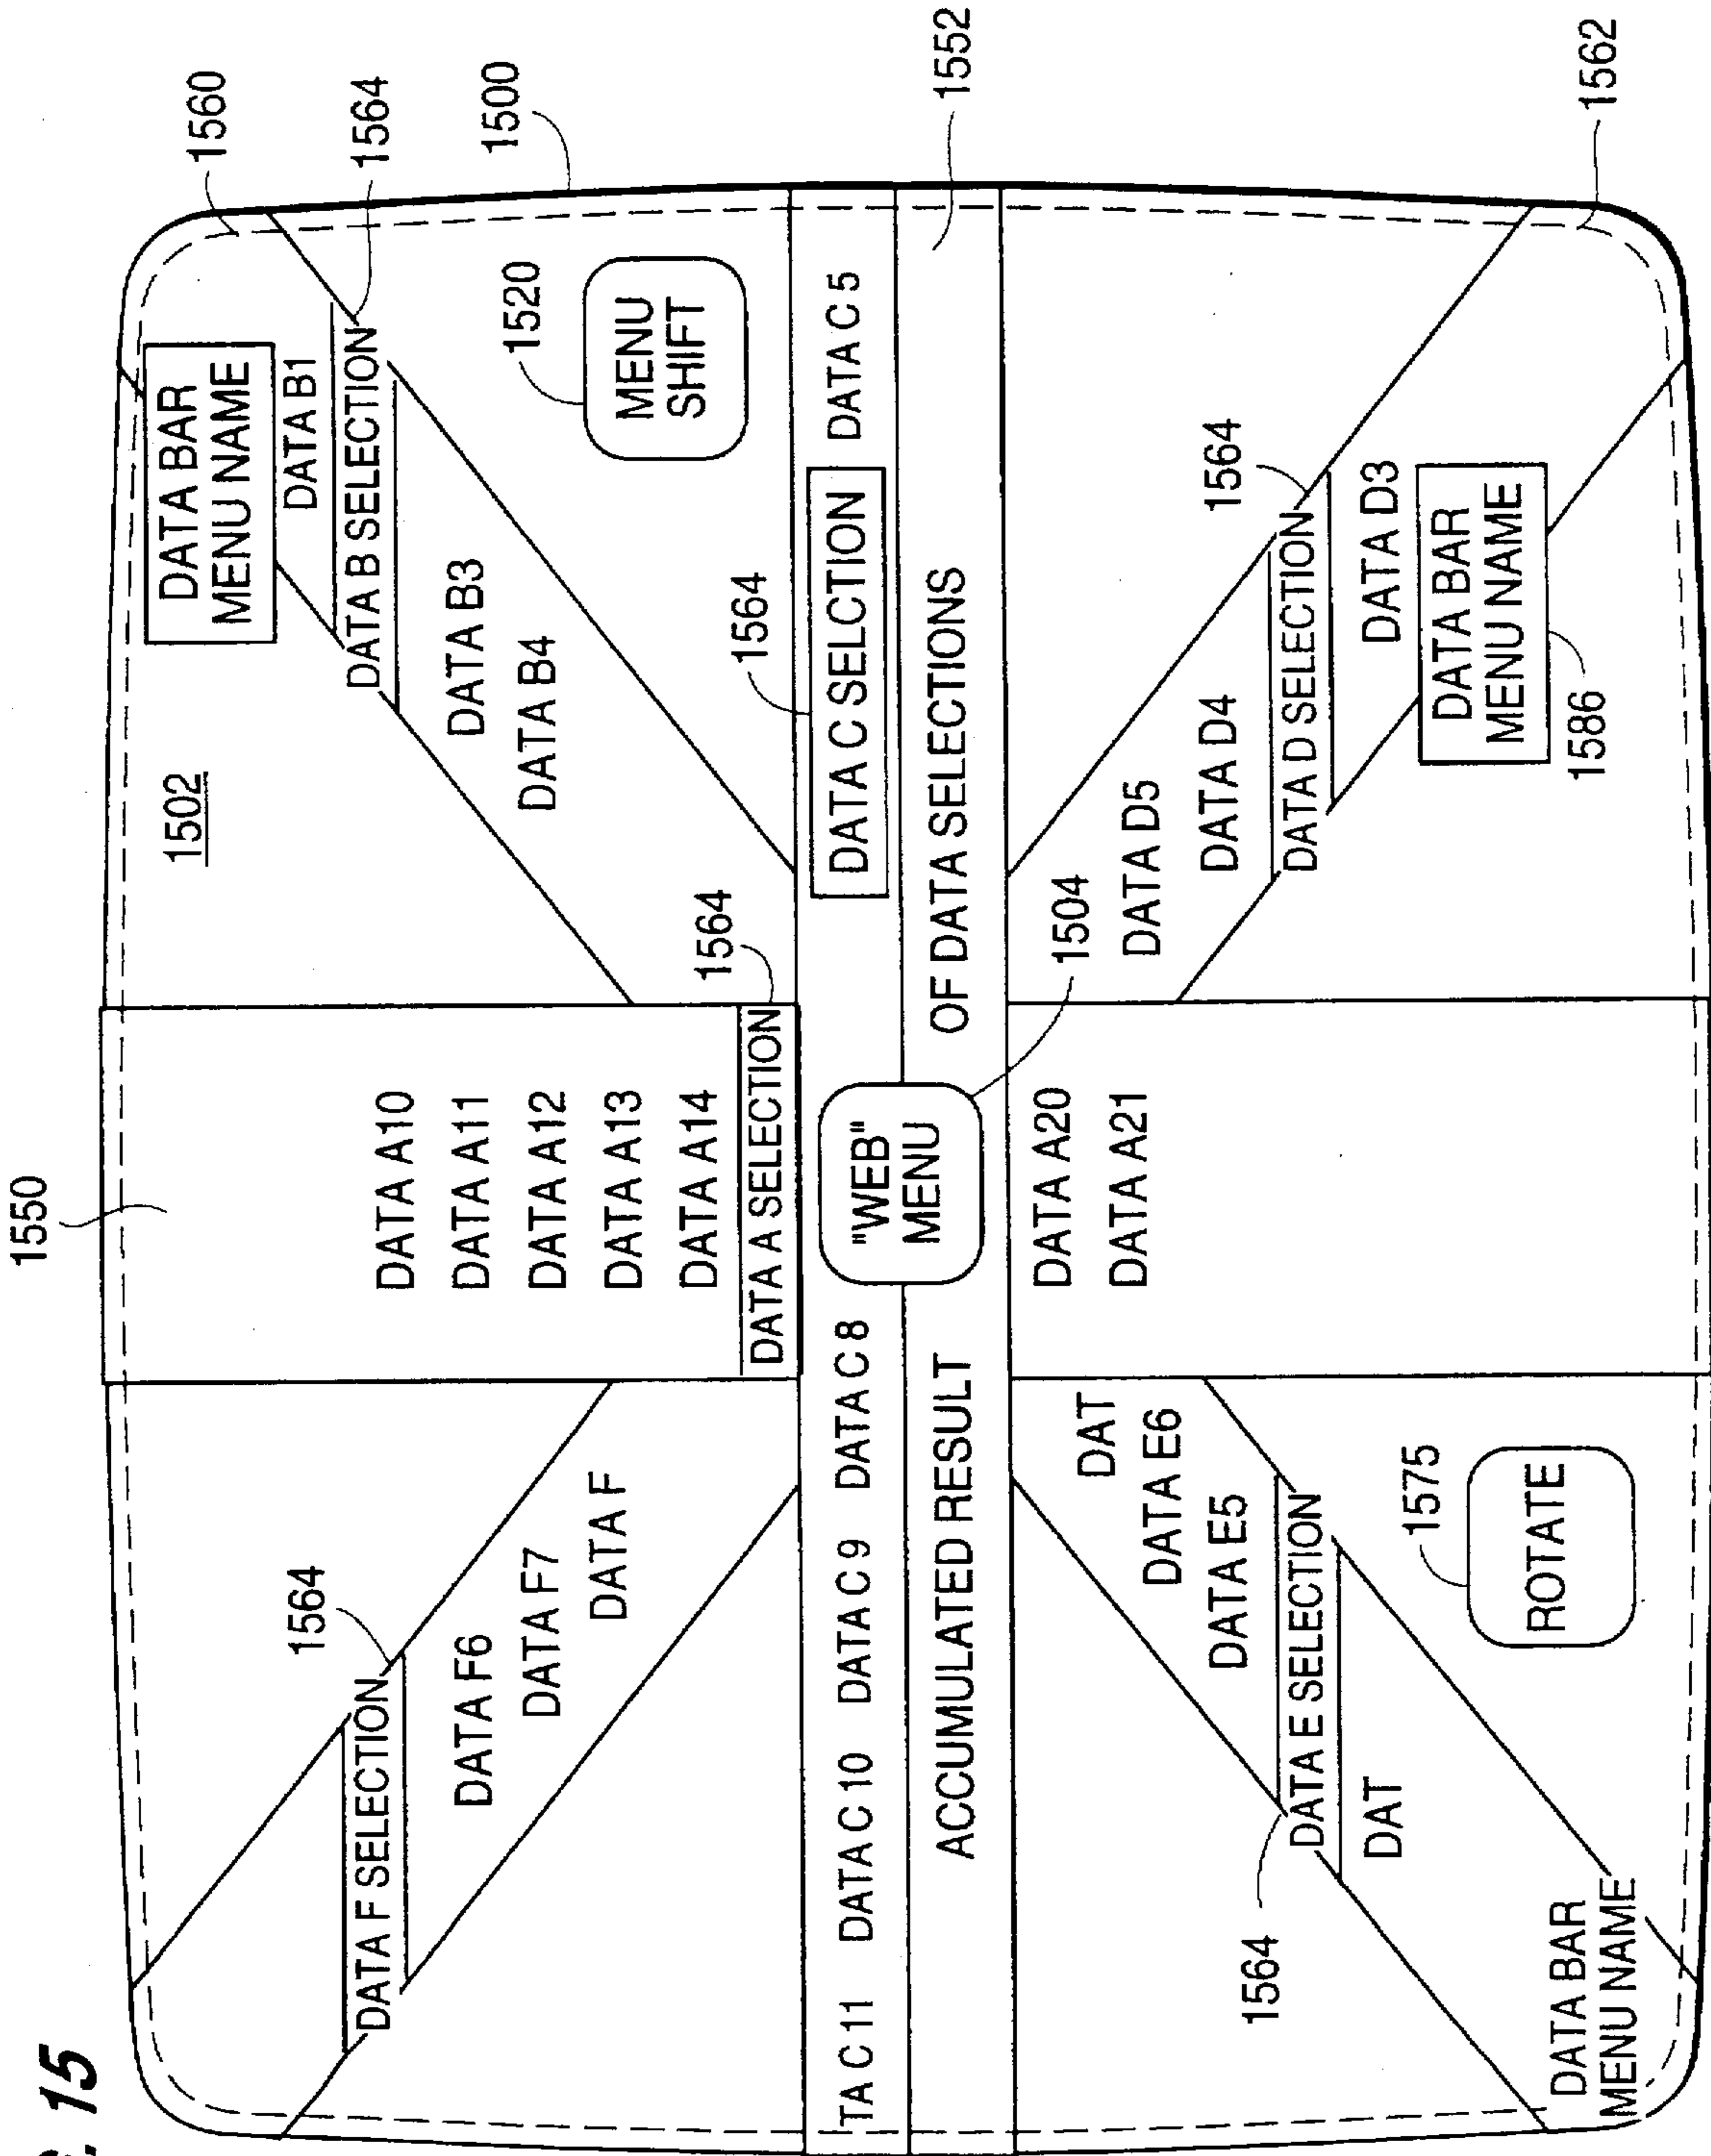 1550
. 15
1560
DATA BAR
MENU NAME
1502
DATA B1
1564
1564
DATA F SELECTION
DATA B SELECTION
DATA A10
DATA F6
DATA A11
DATA B3
1500
DATA F7
DATA A12
DATA B4
1520
DATA F
DATA A13
MENU
SHIFT
DATA A14
1564
1564
DATA A SELECTION
TA C 11 DATA C 10 DATA C 9 DATA C 8
DATA C SELCTION
DATA C 5
"WEB"
MENU
ACCUMULATED RESULT
OF DATA SELECTIONS
1552
DATA A20
1504
DAT
DATA A21
DATA D5
DATA E6
DATA D4
DATA E5
1564
1564
DATA E SELECTION
DATA D SELECTION
DAT
DATA D3
1575
DATA BAR
MENU NAME
ROTATE
1586
DATA BAR
MENU NAME
1562